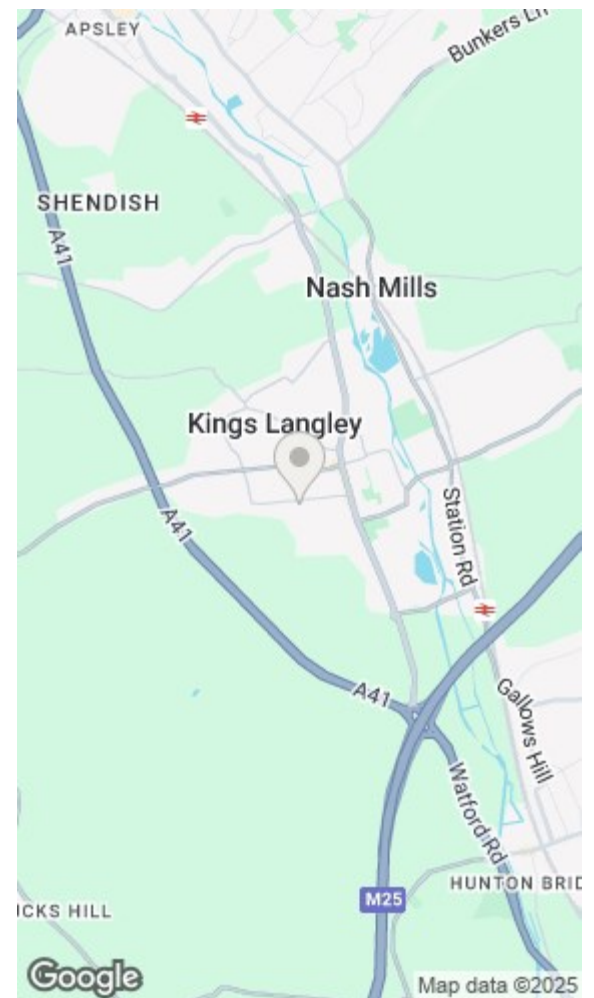 APSLEY
Bunkers Ln
SHENDISH
A41
Nash Mills
Kings Langley
A41
Station Rd
A41
Gallows Hill
Watford Rd
M25
HUNTON BRID
ICKS HILL
Google
Map data ©2025